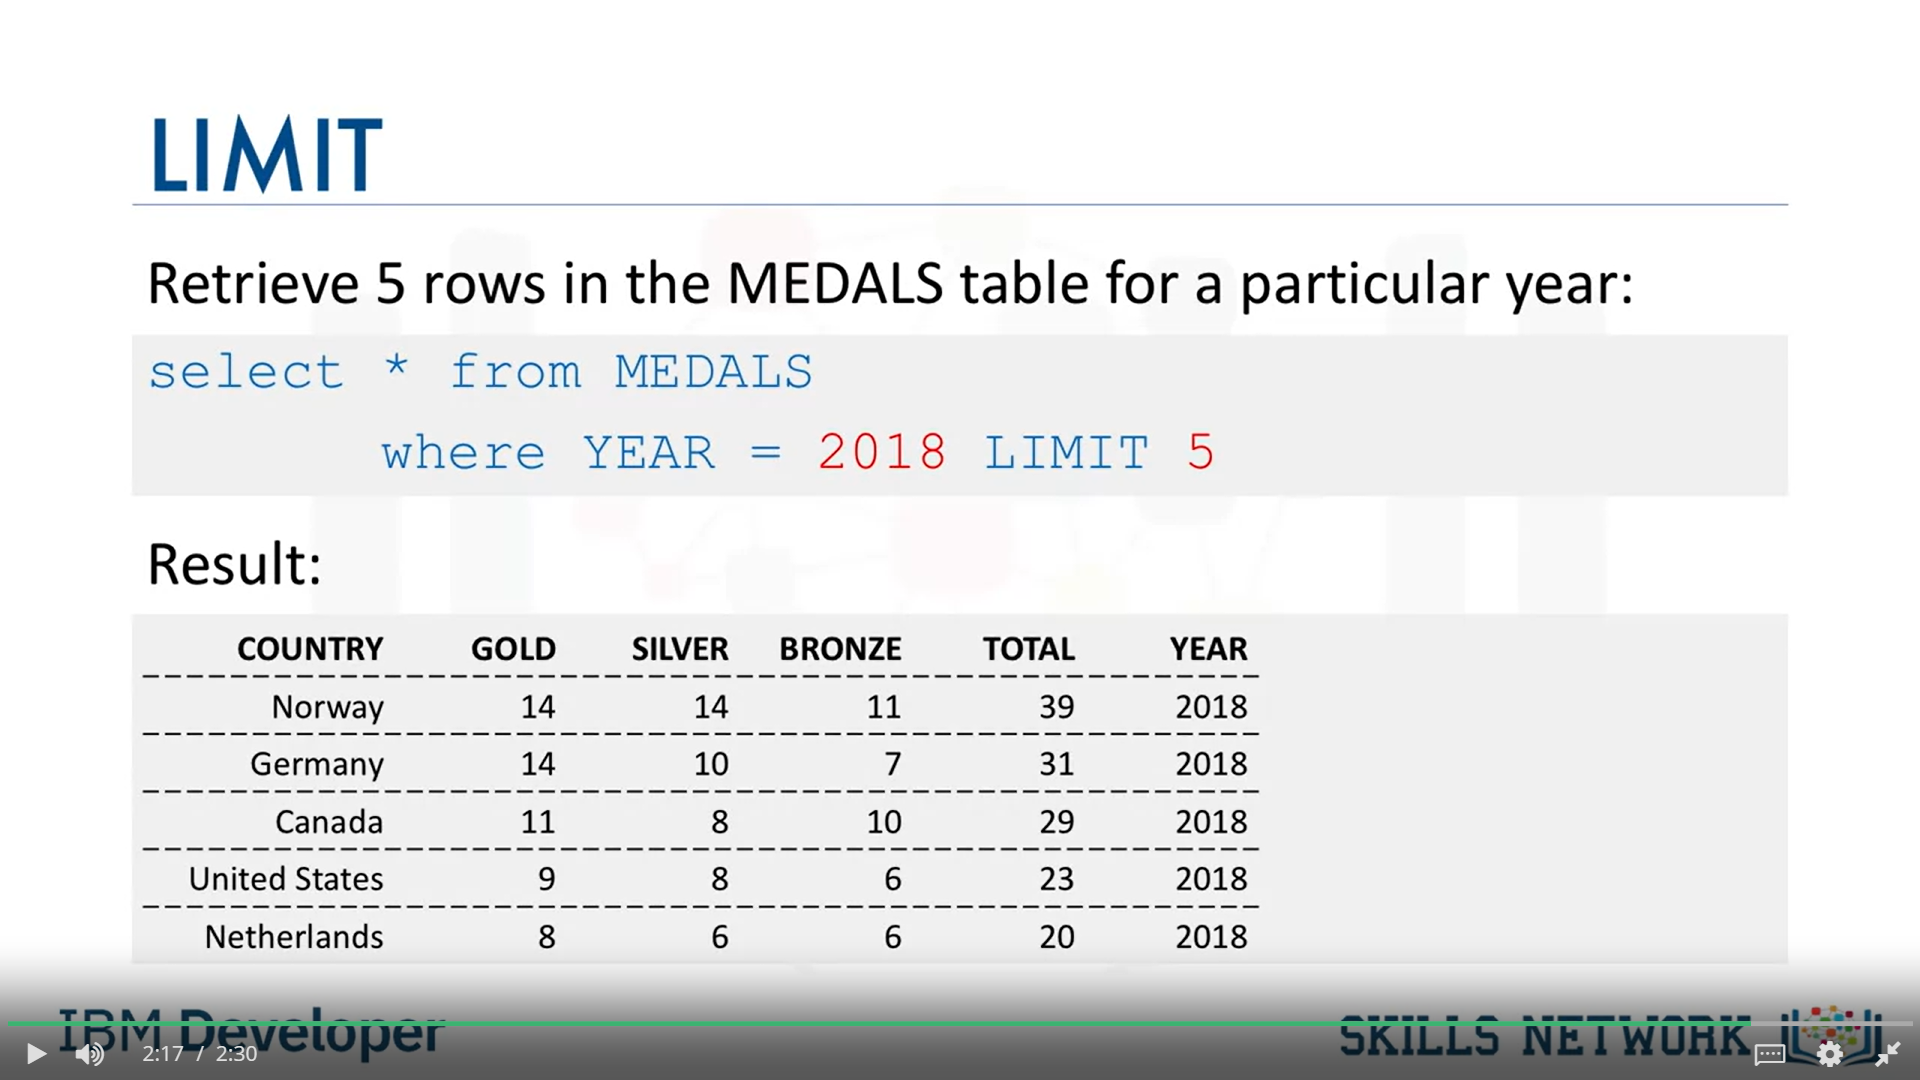 LIMIT
Retrieve 5 rows in the MEDALS table for a particular year:
select * from MEDALS
where YEAR = 2018 LIMIT 5
Result:
COUNTRY GOLD SILVER BRONZE TOTAL YEAR
Norway 14 14 11 39 2018
Germany 14 10 7 31 2018
Canada 11 8 10 29 2018
United States 9 8 6 23 2018
Netherlands 8 6 6 20 2018
IBM Developer
SKILLS NETWORK
2:17 / 2:30